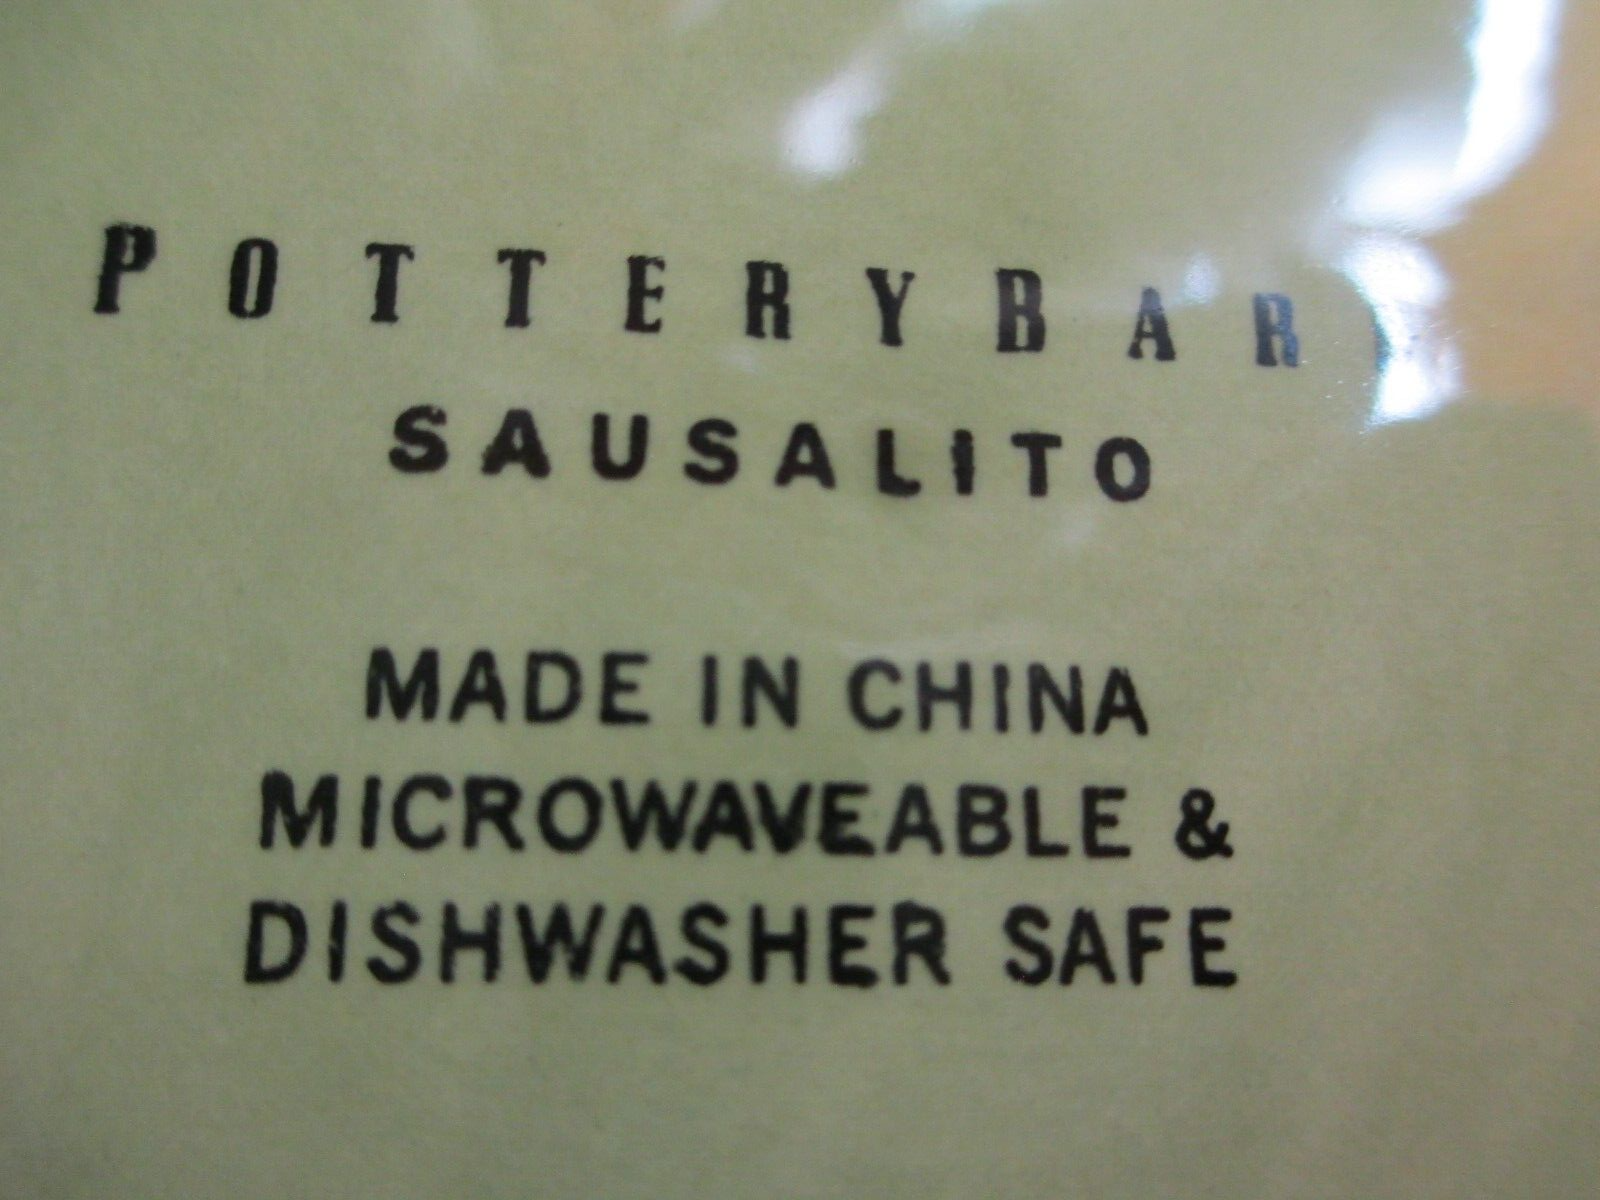 POTTERYBAR
SAUSALITO
MADE IN CHINA
MICROWAVEABLE &
DISHWASHER SAFE